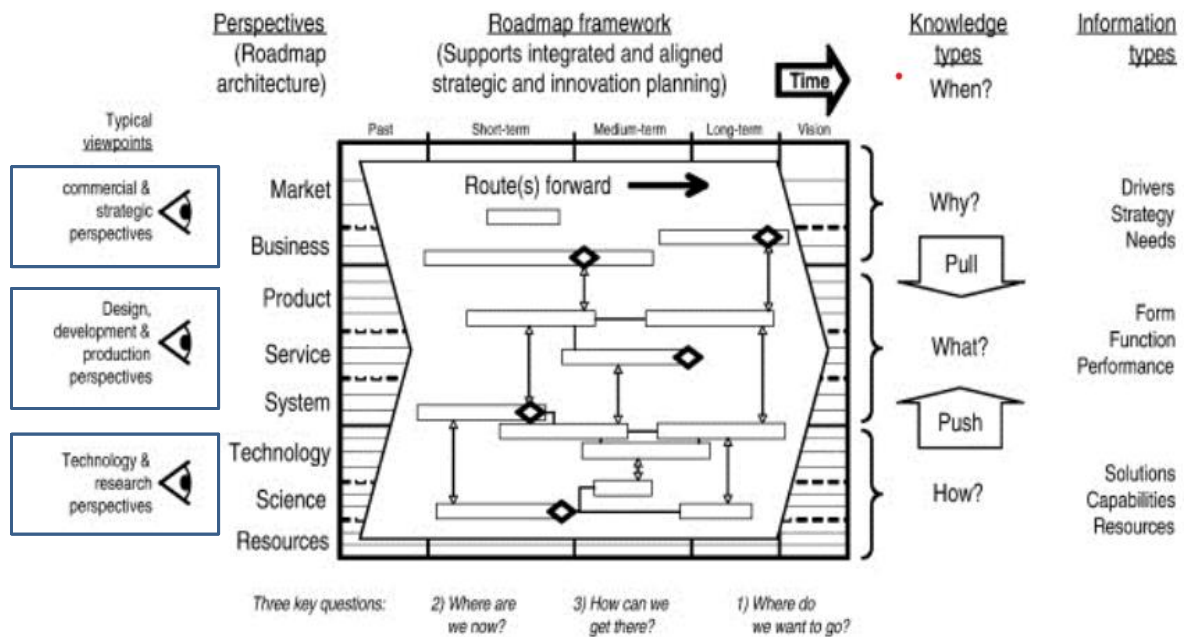 Perspectives
(Roadmap
architecture)
Roadmap framework
(Supports integrated and aligned
strategic and innovation planning)
Time
Knowledge
types
When?
Information
types
Typical
viewpoints
Past
Short-term
Medium-term
Long-term
Vision
commercial &
strategic
perspectives
Market
Business
Route(s) forward
Why?
Drivers
Strategy
Needs
Pull
Design,
development &
production
perspectives
Product
Service
System
What?
Form
Function
Performance
Push
Technology &
research
perspectives
Technology
Science
Resources
How?
Solutions
Capabilities
Resources
Three key questions:
2) Where are
we now?
3) How can we
get there?
1) Where do
we want to go?